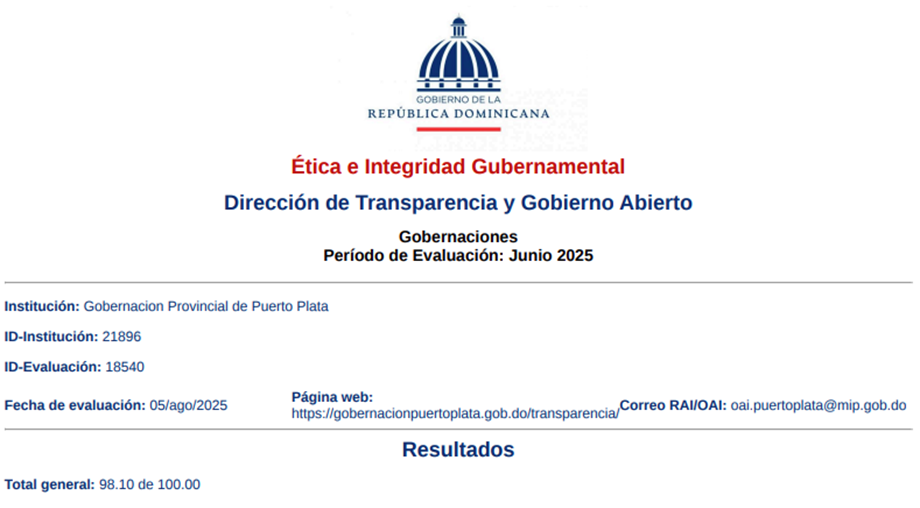 GOBIERNO DE LA
REPÚBLICA DOMINICANA
Ética e Integridad Gubernamental
Dirección de Transparencia y Gobierno Abierto
Gobernaciones
Período de Evaluación: Junio 2025
Institución: Gobernacion Provincial de Puerto Plata
ID-Institución: 21896
ID-Evaluación: 18540
Fecha de evaluación: 05/ago/2025
Página web:
https://gobernacionpuertoplata.gob.do/transparencia/
Correo RAI/OAI: oai.puertoplata@mip.gob.do
Resultados
Total general: 98.10 de 100.00